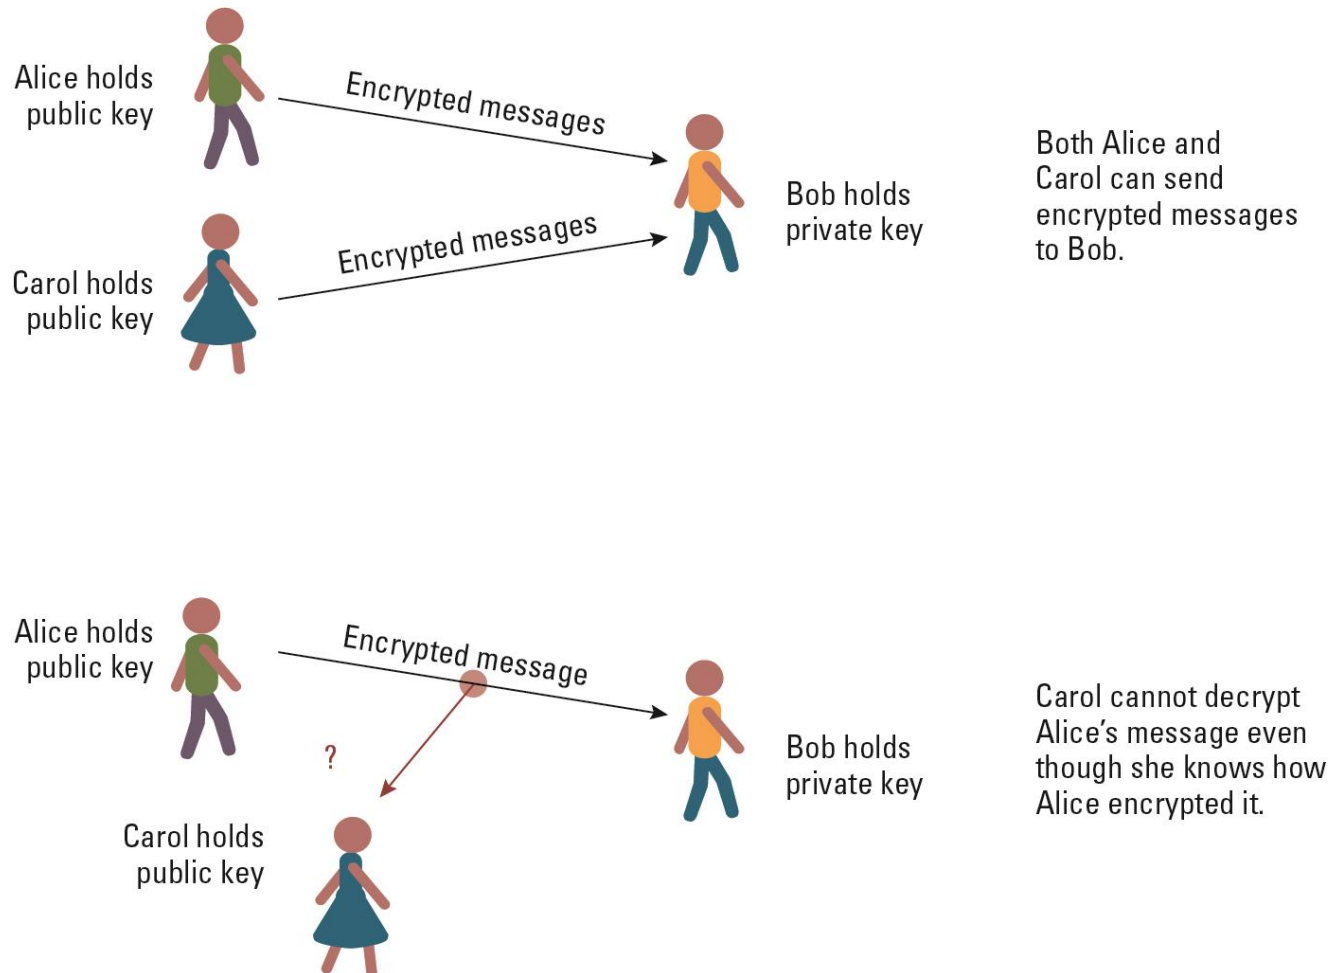 Alice holds
public key
Encrypted messages
Carol holds
public key
Encrypted messages
Bob holds
private key
Both Alice and
Carol can send
encrypted messages
to Bob.
Alice holds
public key
Encrypted message
?
Carol holds
public key
Bob holds
private key
Carol cannot decrypt
Alice’s message even
though she knows how
Alice encrypted it.